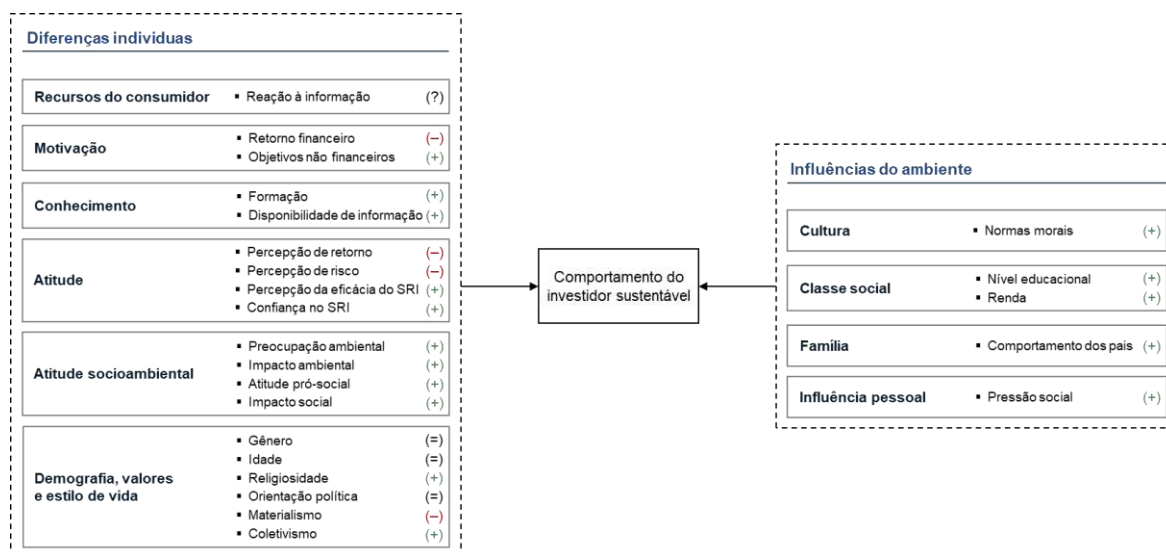 Diferenças individuas
Recursos do consumidor
▪ Reação à informação (?)
Motivação
▪ Retorno financeiro (–)
▪ Objetivos não financeiros (+)
Conhecimento
▪ Formação (+)
▪ Disponibilidade de informação (+)
Atitude
▪ Percepção de retorno (–)
▪ Percepção de risco (–)
▪ Percepção da eficácia do SRI (+)
▪ Confiança no SRI (+)
Atitude socioambiental
▪ Preocupação ambiental (+)
▪ Impacto ambiental (+)
▪ Atitude pró-social (+)
▪ Impacto social (+)
Demografia, valores
e estilo de vida
▪ Gênero (=)
▪ Idade (=)
▪ Religiosidade (+)
▪ Orientação política (=)
▪ Materialismo (–)
▪ Coletivismo (+)
Comportamento do
investidor sustentável
Influências do ambiente
Cultura
▪ Normas morais (+)
Classe social
▪ Nível educacional (+)
▪ Renda (+)
Família
▪ Comportamento dos pais (+)
Influência pessoal
▪ Pressão social (+)